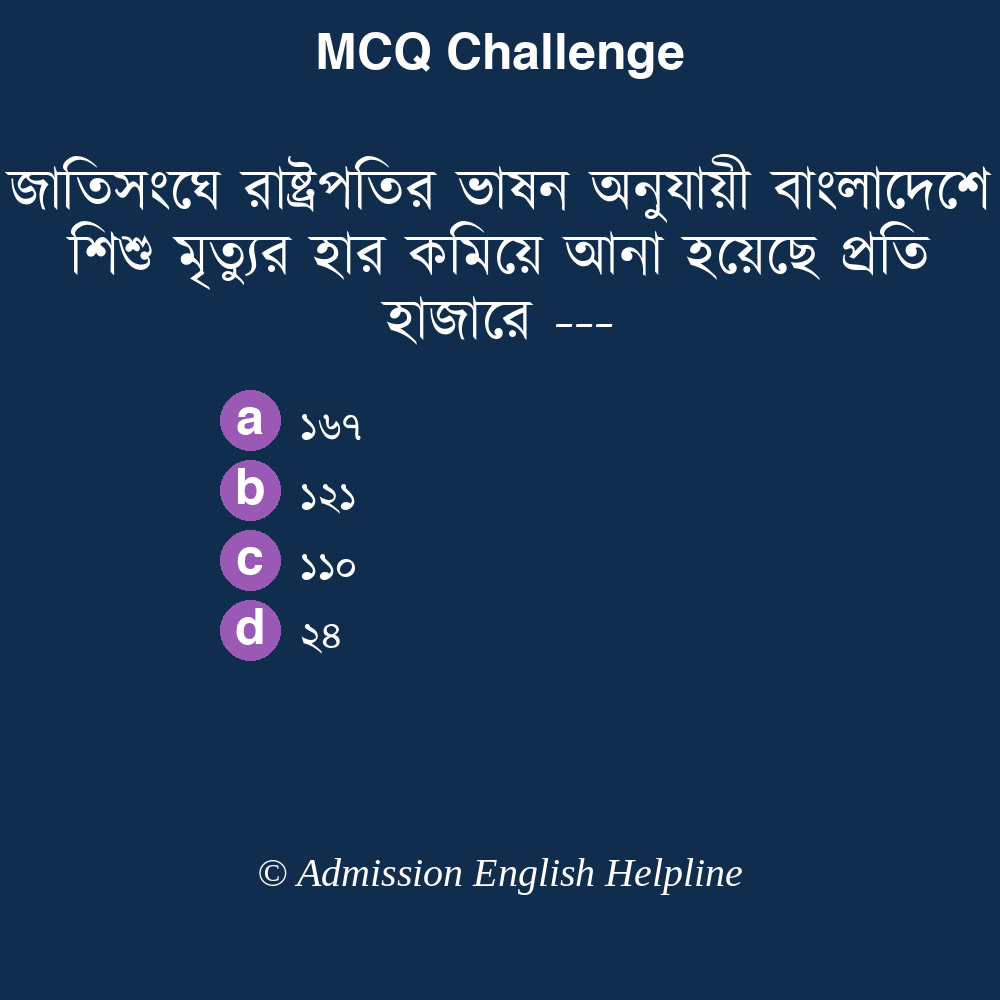 MCQ Challenge
জাতিসংঘে রাষ্ট্রপতির ভাষন অনুযায়ী বাংলাদেশে
শিশু মৃত্যুর হার কমিয়ে আনা হয়েছে প্রতি
হাজারে ---
a ১৬৭
b ১২১
c ১১০
d ২৪
© Admission English Helpline